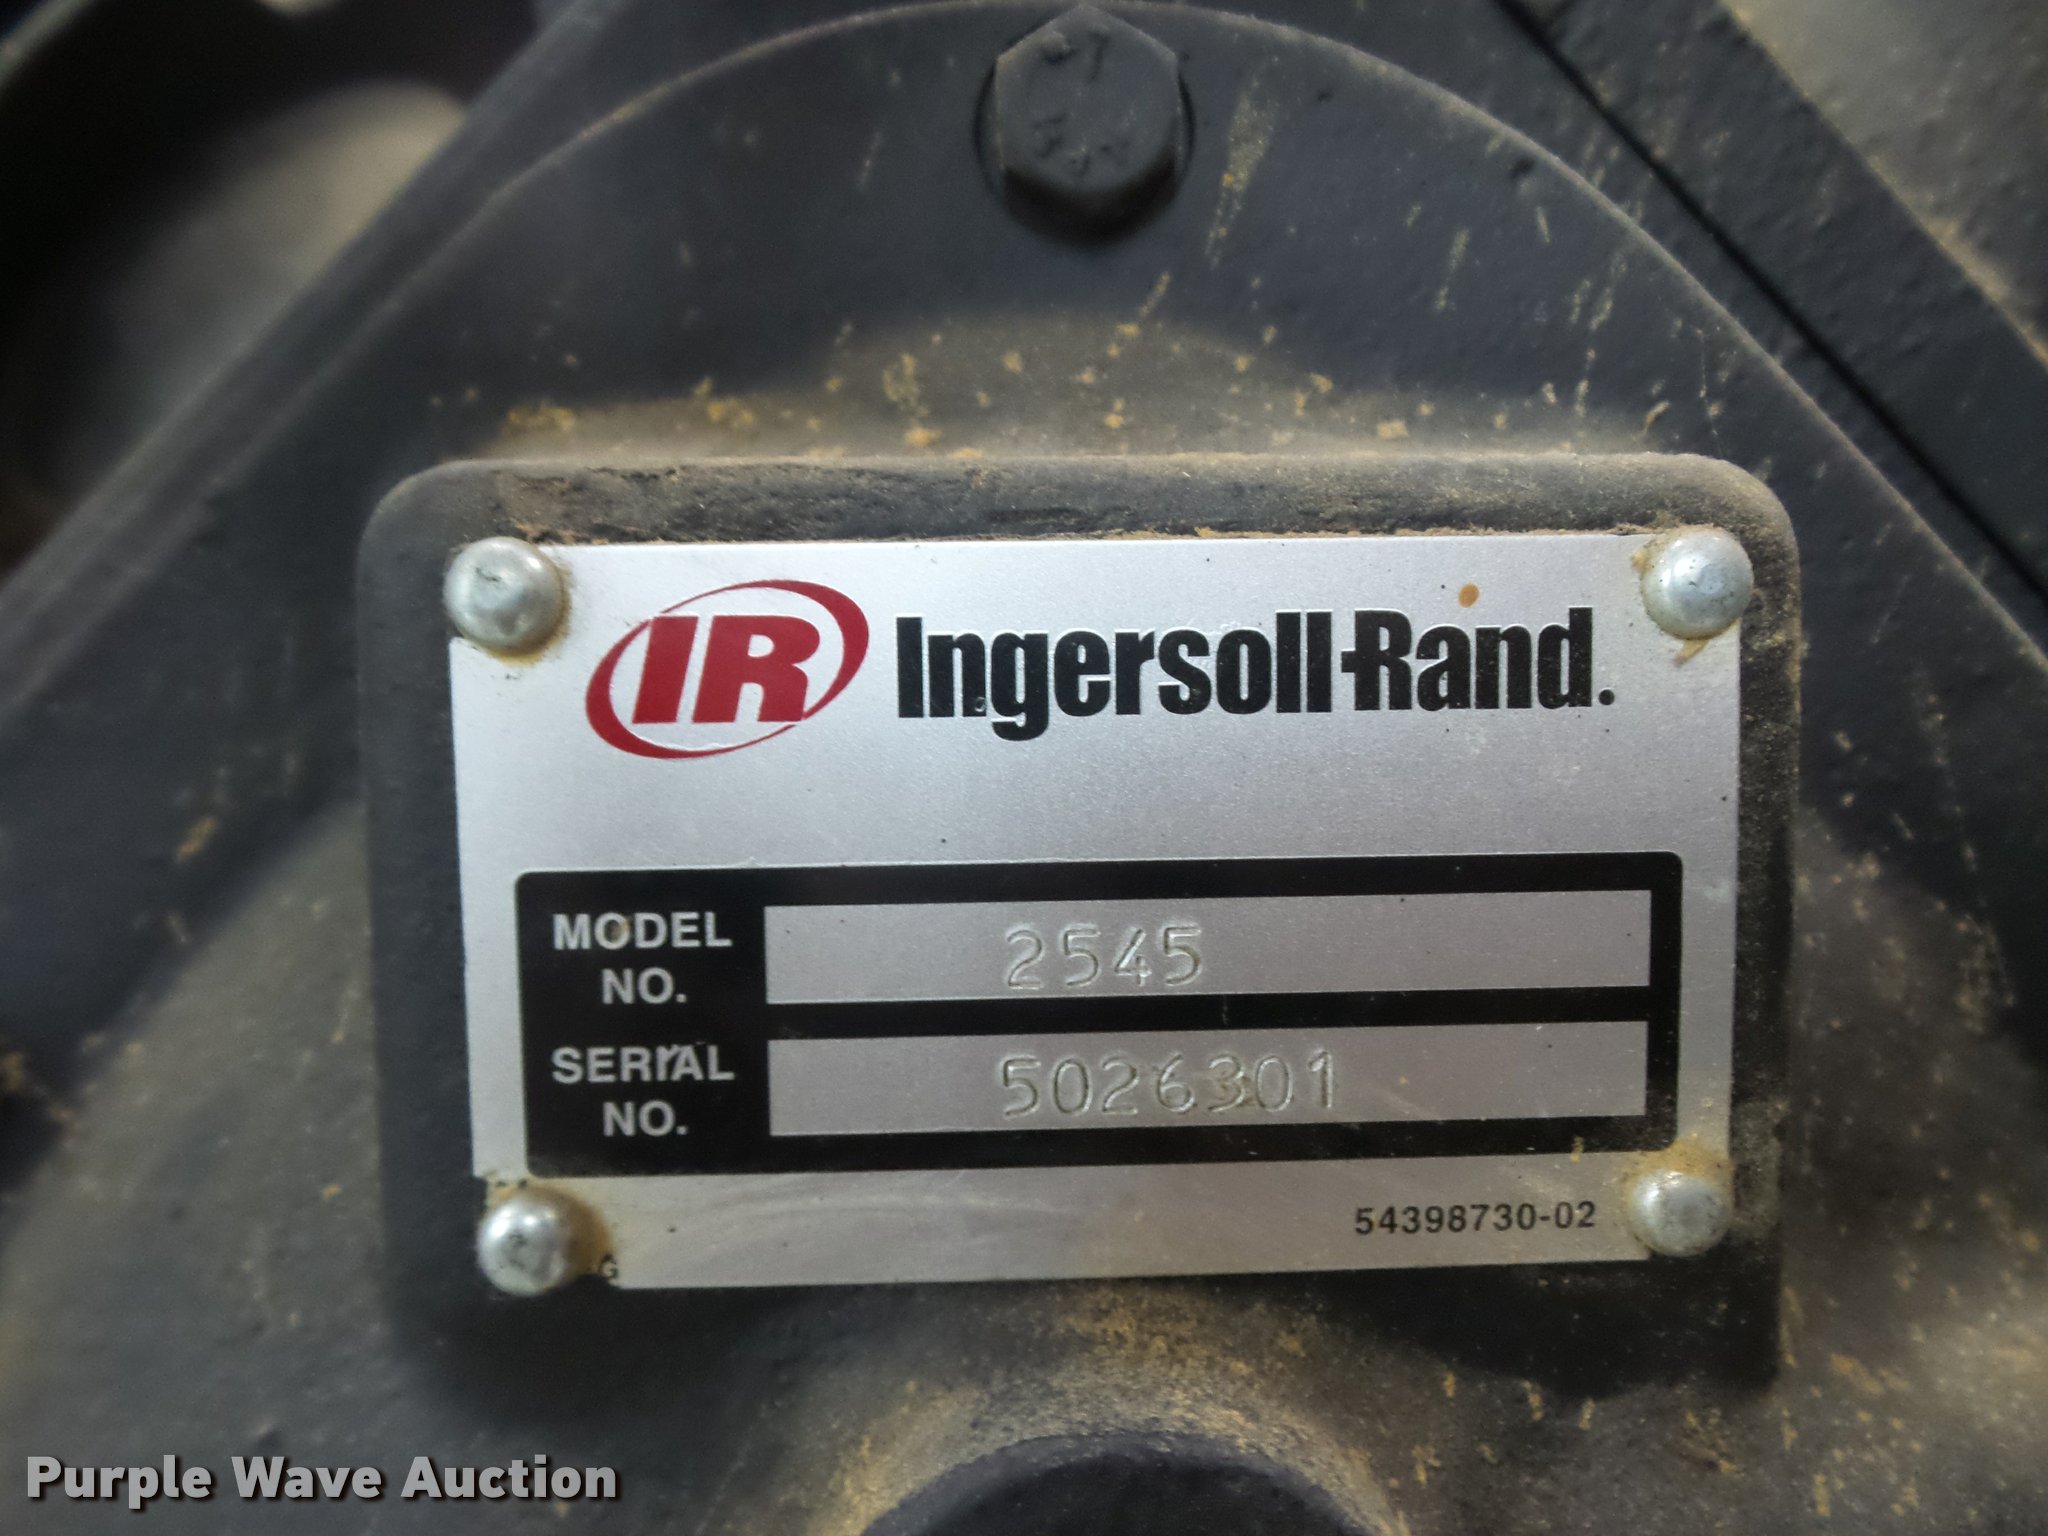 IR Ingersoll-Rand.
MODEL NO. 2545
SERIAL NO. 5026301
54398730-02
G
Purple Wave Auction